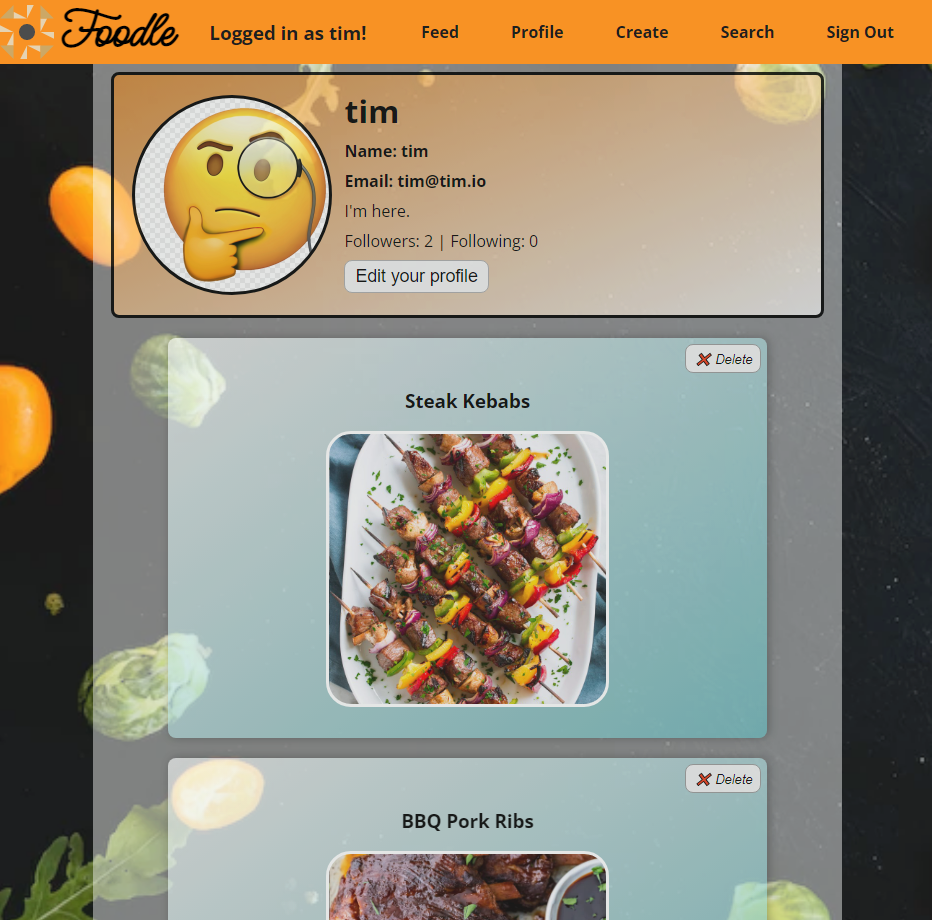 Foodle
Logged in as tim!
Feed
Profile
Create
Search
Sign Out
tim
Name: tim
Email: tim@tim.io
I'm here.
Followers: 2 | Following: 0
Edit your profile
Delete
Steak Kebabs
Delete
BBQ Pork Ribs